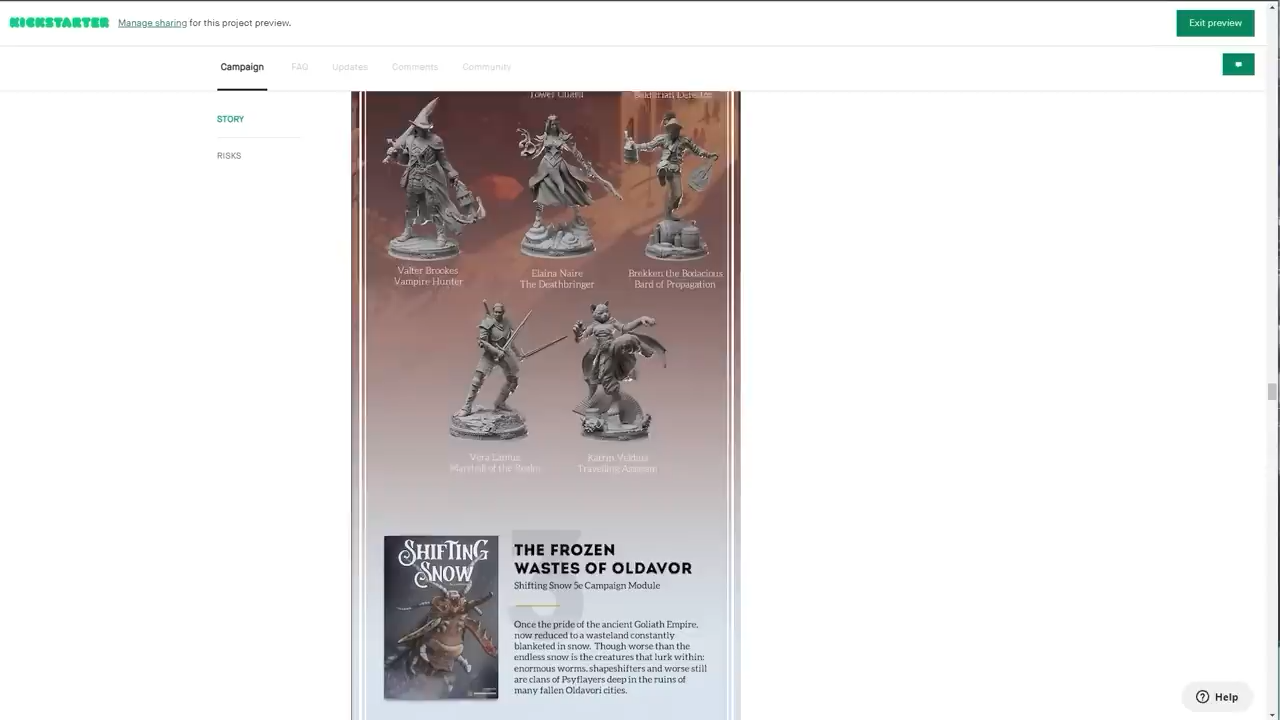 KICKSTARTER Manage sharing for this project preview.
Exit preview
Campaign FAQ Updates Comments Community
STORY
RISKS
Tower Guard
Valter Brookes
Vampire Hunter
Elaina Naire
The Deathbringer
Brekken the Bodacious
Bard of Propagation
Vera Lanua
of the Realm
Katrin
Travelling Assassin
SHIFTING
SNOW
THE FROZEN
WASTES OF OLDAVOR
Shifting Snow 5e Campaign Module
Once the pride of the ancient Goliath Empire,
now reduced to a wasteland constantly
blanketed in snow. Though worse than the
endless snow is the creatures that lurk within:
enormous worms, shapeshifters and worse still
are clans of Psyflayers deep in the ruins of
many fallen Oldavori cities.
Help